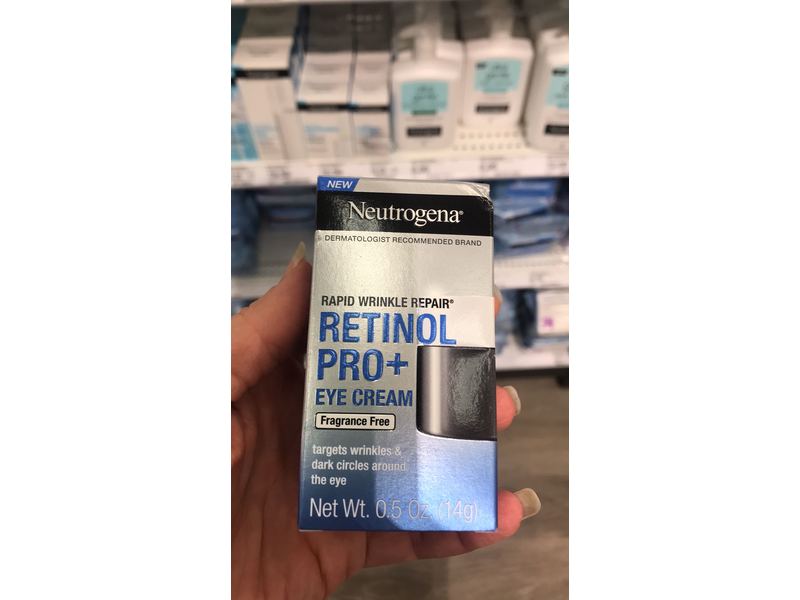 NEW
Neutrogena®
DERMATOLOGIST RECOMMENDED BRAND
RAPID WRINKLE REPAIR®
RETINOL
PRO+
EYE CREAM
Fragrance Free
targets wrinkles &
dark circles around
the eye
Net Wt. 0.5 Oz. (14g)